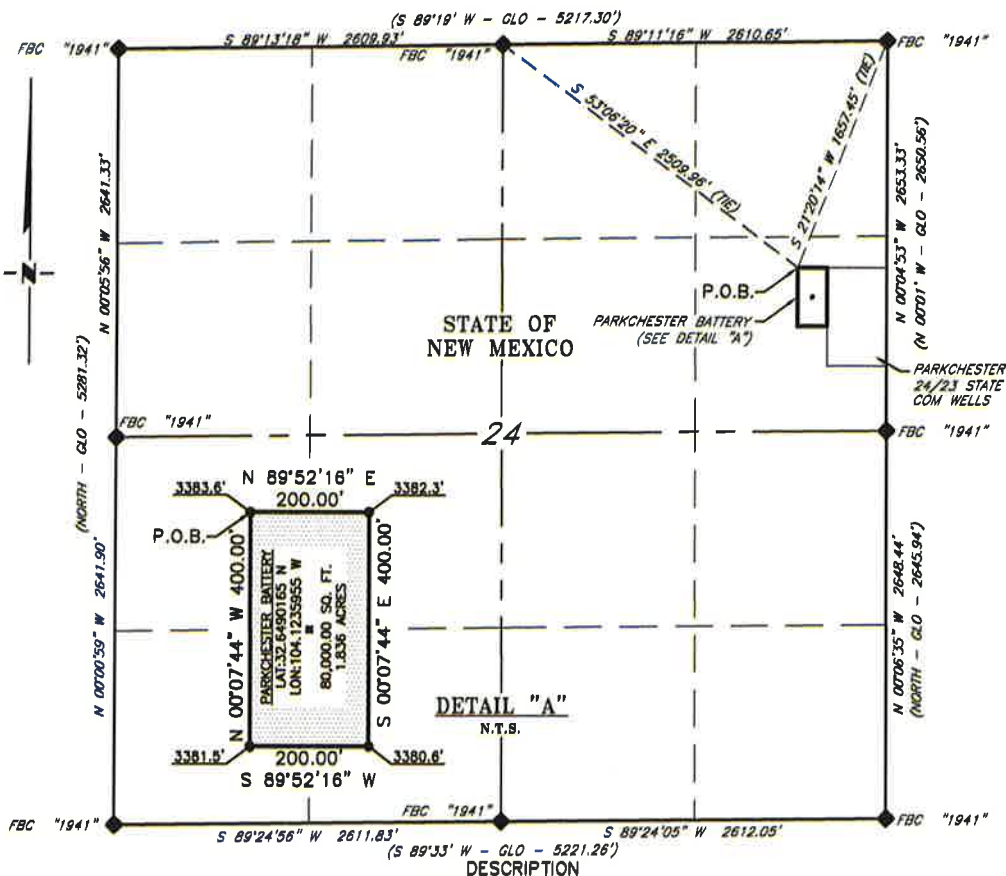 (S 89°19' W - GLO - 5217.30')
FBC "1941"
S 89°13'18" W 2609.93'
FBC "1941"
S 89°11'16" W 2610.65'
FBC "1941"
S 53°06'20" E 2509.96' (TIE)
S 21°20'14" W 1657.45' (TIE)
N 00°05'56" W 2641.33'
N 00°04'53" W 2653.33'
(N 00°01' W - GLO - 2650.56')
N
P.O.B.
PARKCHESTER BATTERY
(SEE DETAIL "A")
STATE OF
NEW MEXICO
PARKCHESTER
24/23 STATE
COM WELLS
(NORTH - GLO - 5281.32')
FBC "1941"
24
FBC "1941"
N 89°52'16" E
3383.6'
200.00'
3382.3'
P.O.B.
N 00°07'44" W 400.00'
PARKCHESTER BATTERY
LAT:32.6490165 N
LON:104.1235955 W
80,000.00 SQ. FT.
1.836 ACRES
S 00°07'44" E 400.00'
N 00°00'59" W 2641.90'
N 00°06'35" W 2648.44'
(NORTH - GLO - 2645.94')
DETAIL "A"
N.T.S.
3381.5'
200.00'
3380.6'
S 89°52'16" W
FBC "1941"
S 89°24'56" W 2611.83'
FBC "1941"
S 89°24'05" W 2612.05'
FBC "1941"
(S 89°33' W - GLO - 5221.26')
DESCRIPTION